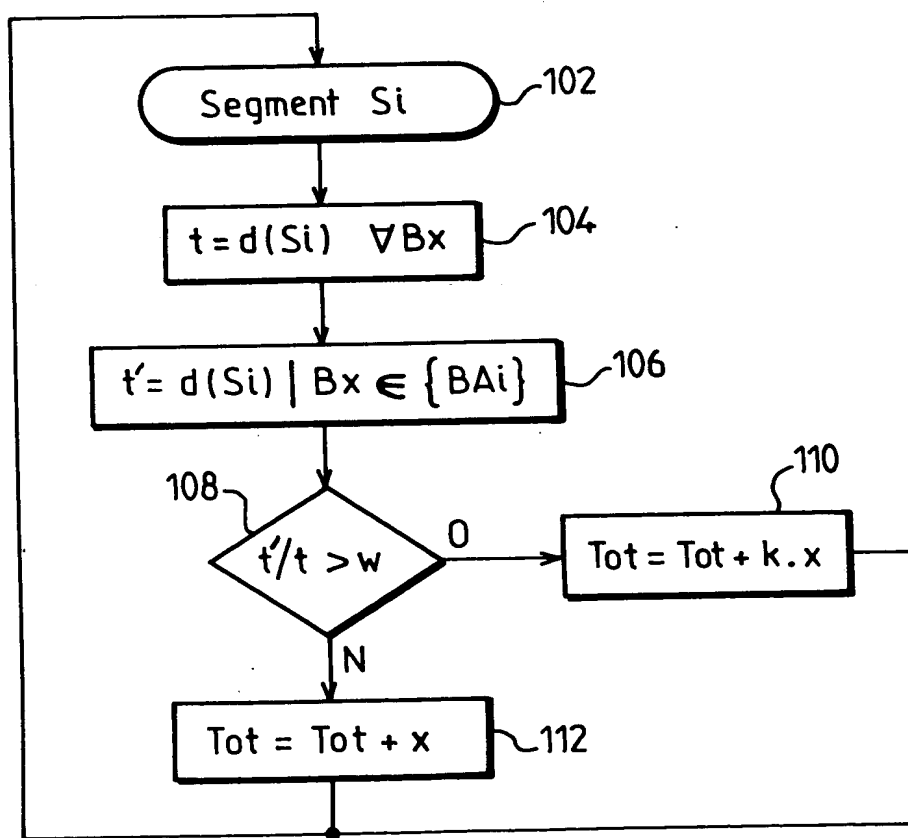 Segment Si
102
t = d(Si) ∀Bx
104
t' = d(Si) | Bx ∈ {BAi}
106
108
t'/t > w
O
110
Tot = Tot + k.x
N
Tot = Tot + x
112